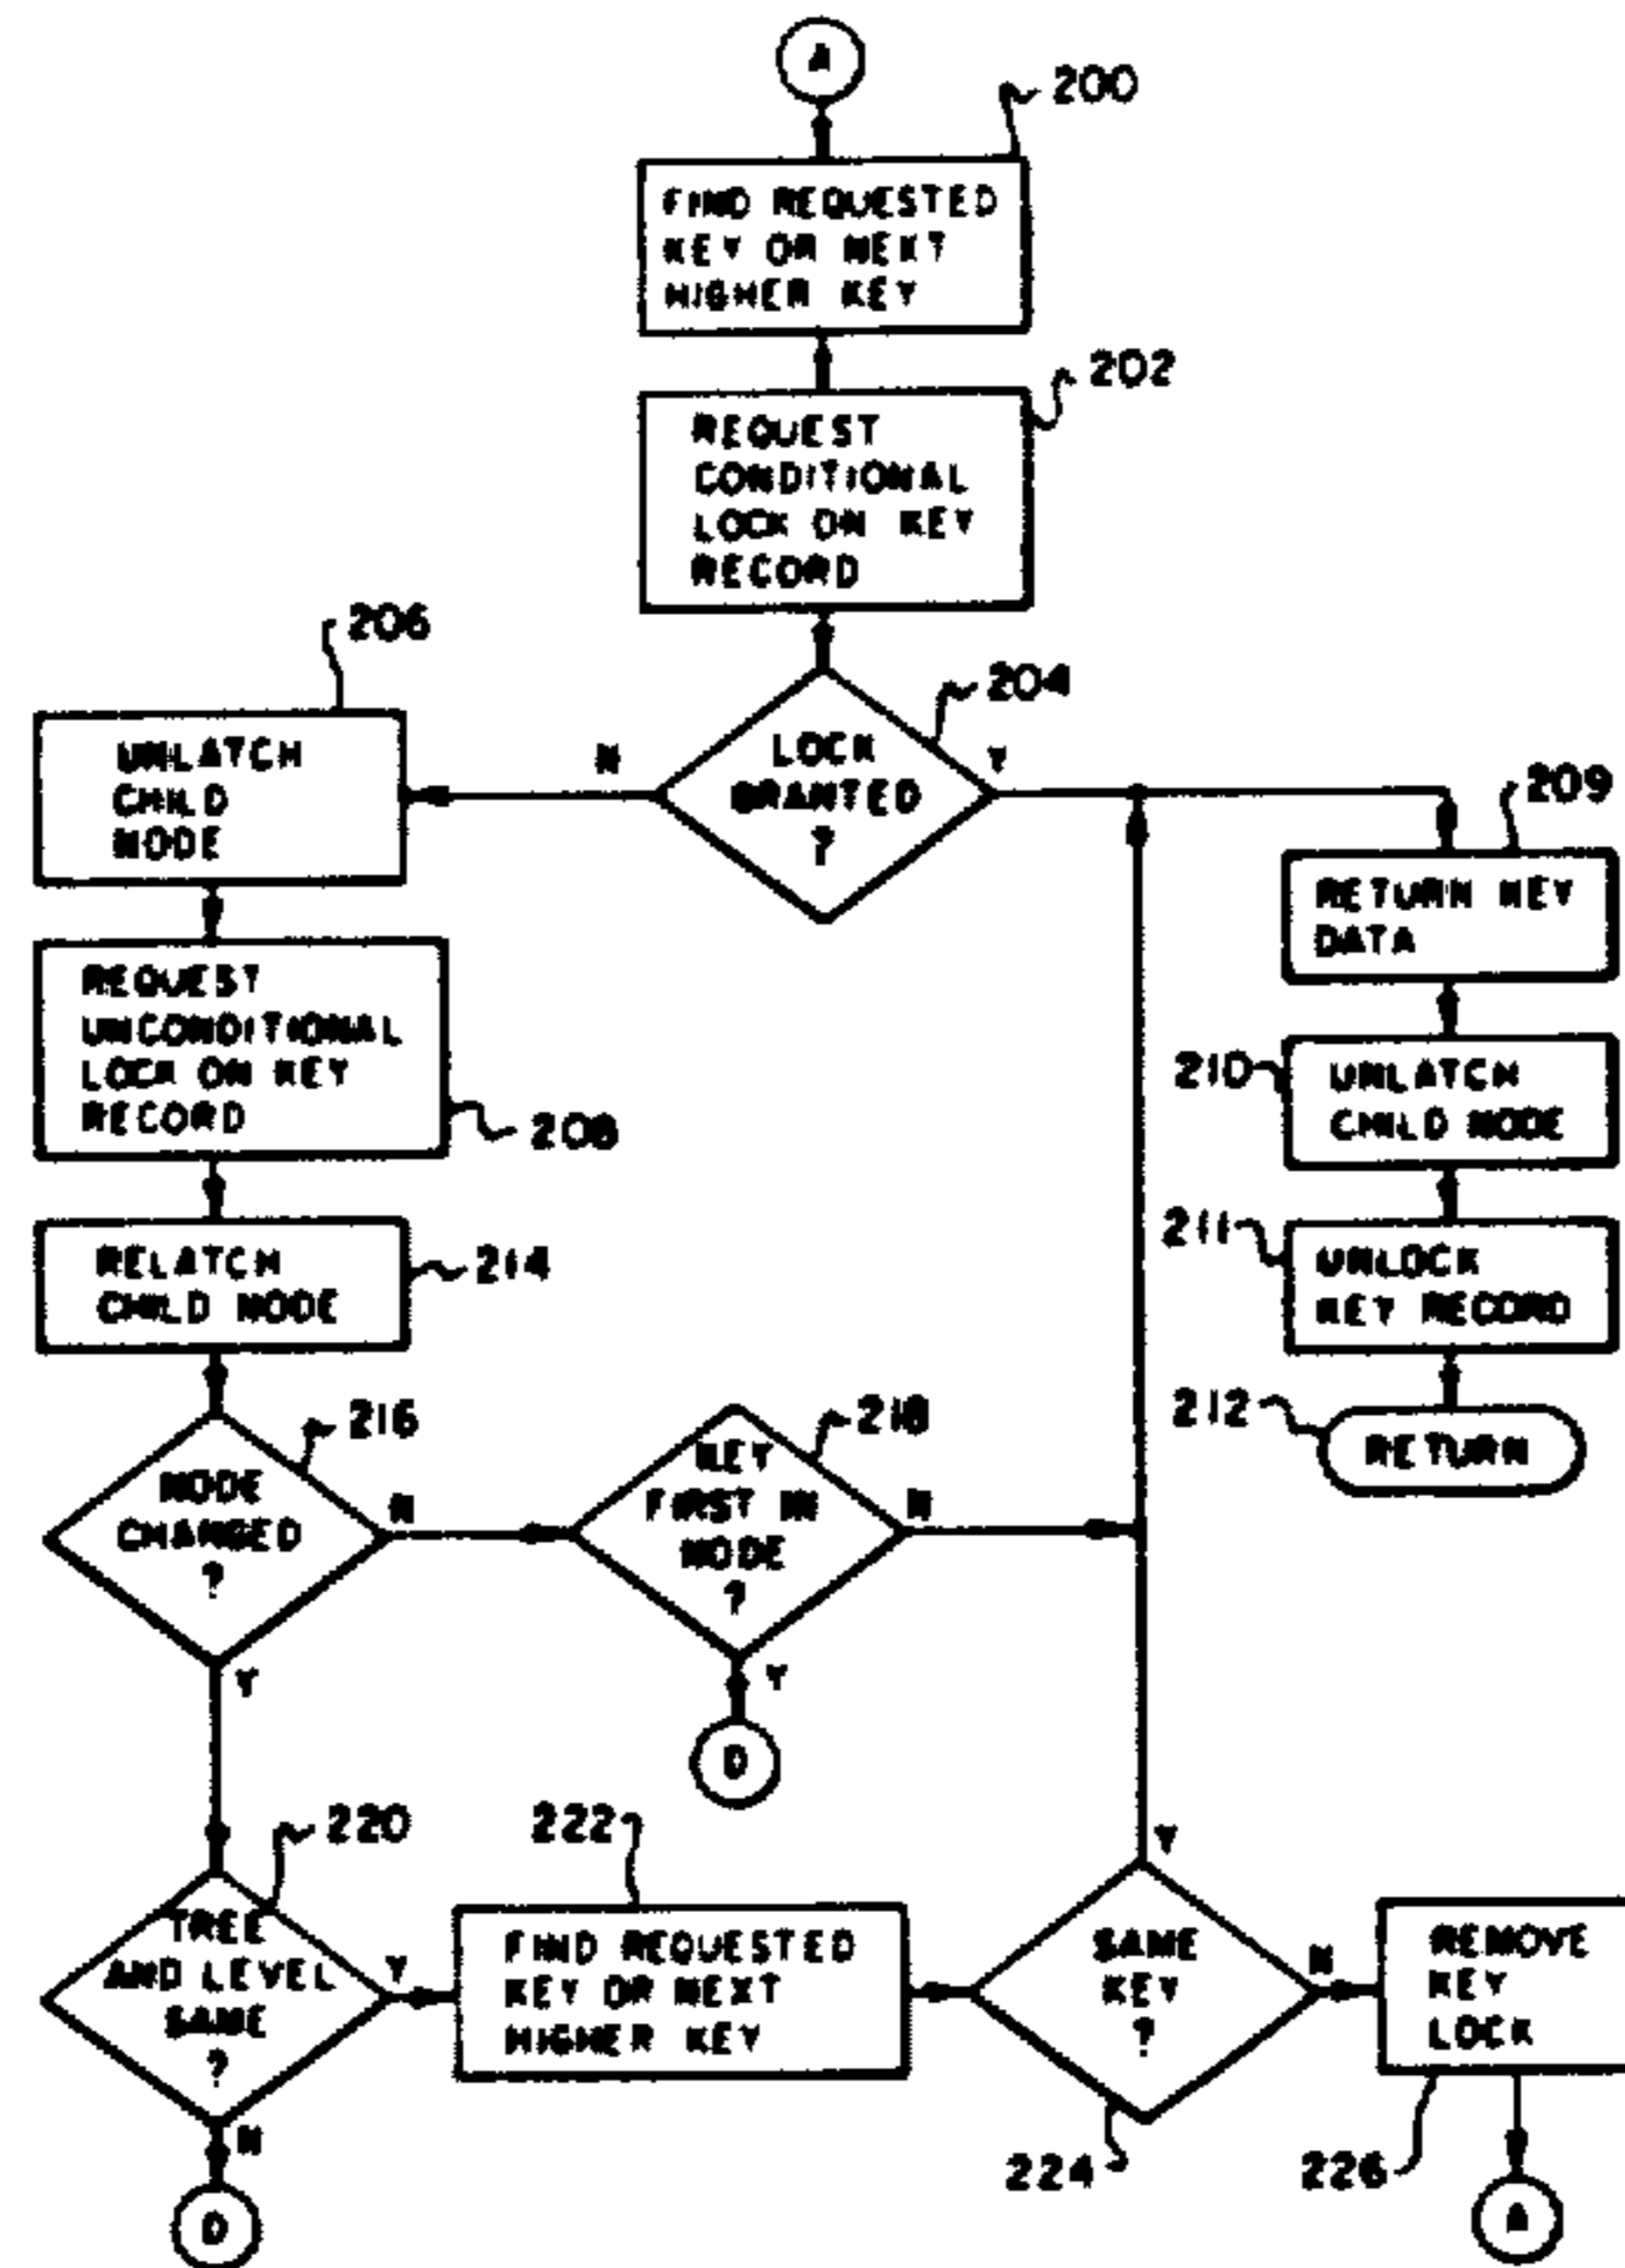 A
200
FIND REQUESTED
KEY OR NEXT
HIGHER KEY
202
REQUEST
CONDITIONAL
LOCK ON KEY
RECORD
206
204
UNLATCH
CHILD
NODE
N
LOCK
GRANTED
?
Y
209
RETURN KEY
DATA
REQUEST
UNCONDITIONAL
LOCK ON KEY
RECORD
208
210
UNLATCH
CHILD NODE
211
UNLOCK
KEY RECORD
RELATCH
CHILD NODE
214
212
RETURN
216
NODE
CHANGED
?
N
Y
218
KEY
FIRST IN
NODE
?
N
Y
D
220
TREE
AND LEVEL
SAME
?
Y
N
D
222
FIND REQUESTED
KEY OR NEXT
HIGHER KEY
Y
SAME
KEY
?
N
224
REMOVE
KEY
LOCK
226
A